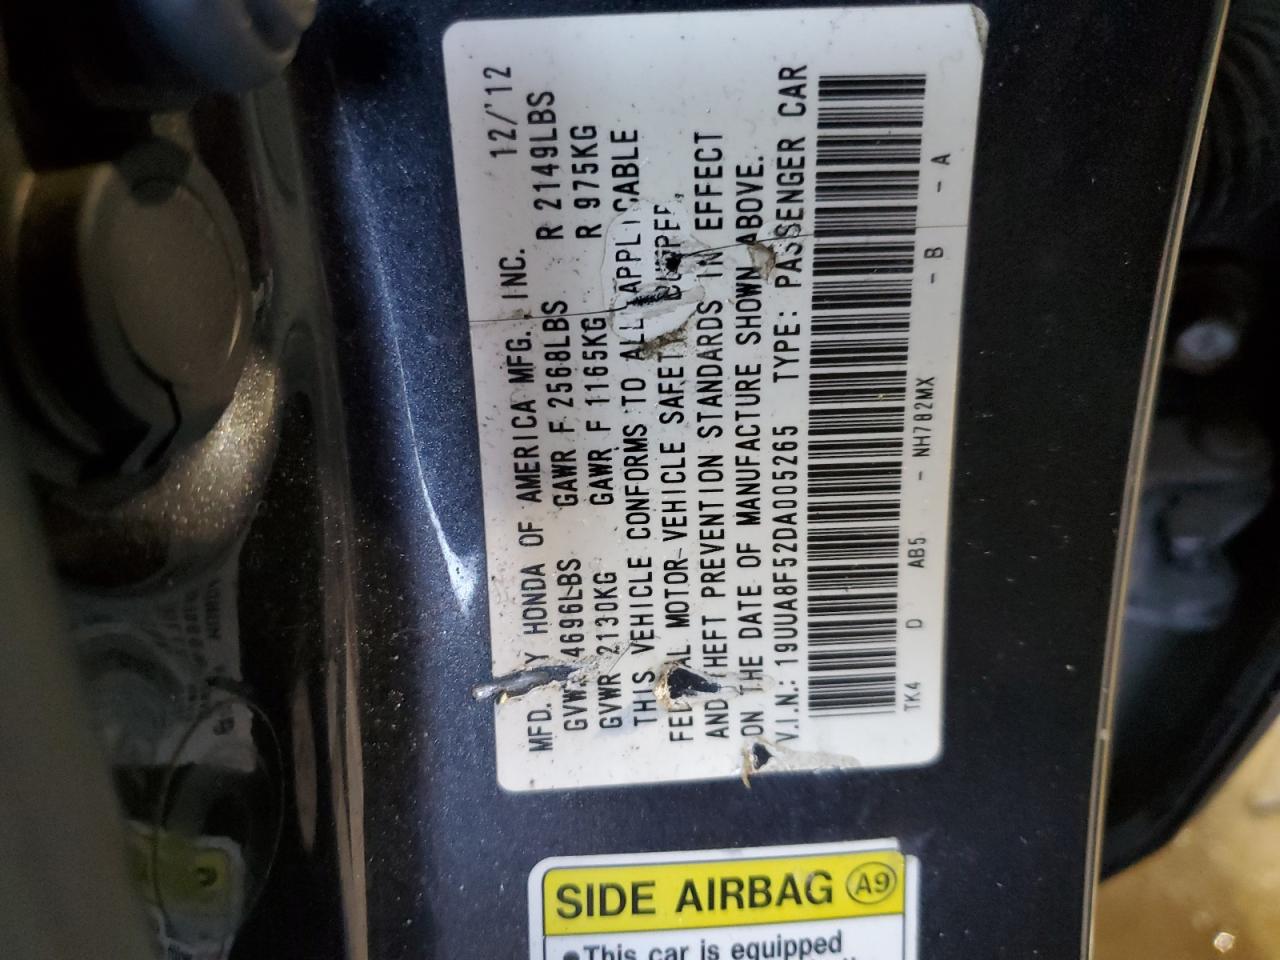 MFD. Y HONDA OF AMERICA MFG. INC. 12/'12
GVW 4696LBS GAWR F 2568LBS R 2149LBS
GVWR 2130KG GAWR F 1165KG R 975KG
THIS VEHICLE CONFORMS TO ALL APPLICABLE
MOTOR VEHICLE SAFET
AND THEFT PREVENTION STANDARDS IN EFFECT
ON THE DATE OF MANUFACTURE SHOWN ABOVE.
V.I.N.: 19UUA8F52DA005265 TYPE: PASSENGER CAR
TK4 D AB5 - NH782MX - B - A
SIDE AIRBAG A9
•This car is equipped